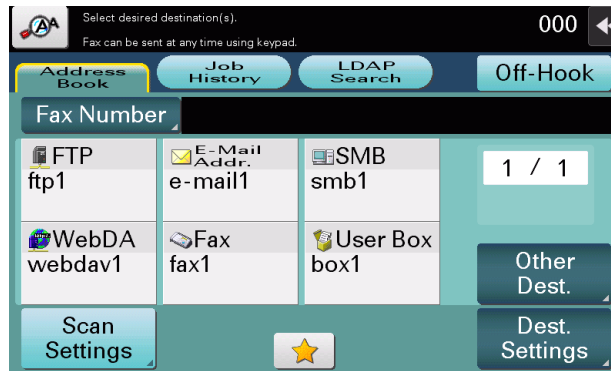 Select desired destination(s).
Fax can be sent at any time using keypad.
000
Address Book
Job History
LDAP Search
Off-Hook
Fax Number
FTP
ftp1
E-Mail Addr.
e-mail1
SMB
smb1
1 / 1
WebDA
webdav1
Fax
fax1
User Box
box1
Other
Dest.
Scan
Settings
Dest.
Settings